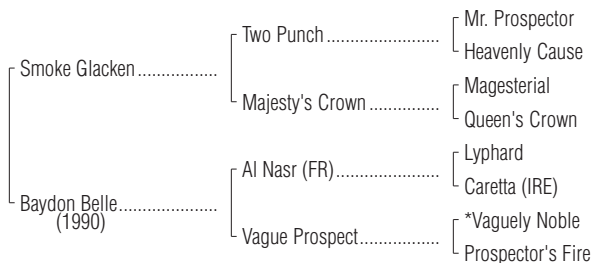 Mr. Prospector
Two Punch........................
Heavenly Cause
Smoke Glacken.................
Magesterial
Majesty's Crown...............
Queen's Crown
Lyphard
Al Nasr (FR)......................
Caretta (IRE)
Baydon Belle.....................
(1990)
*Vaguely Noble
Vague Prospect.................
Prospector's Fire